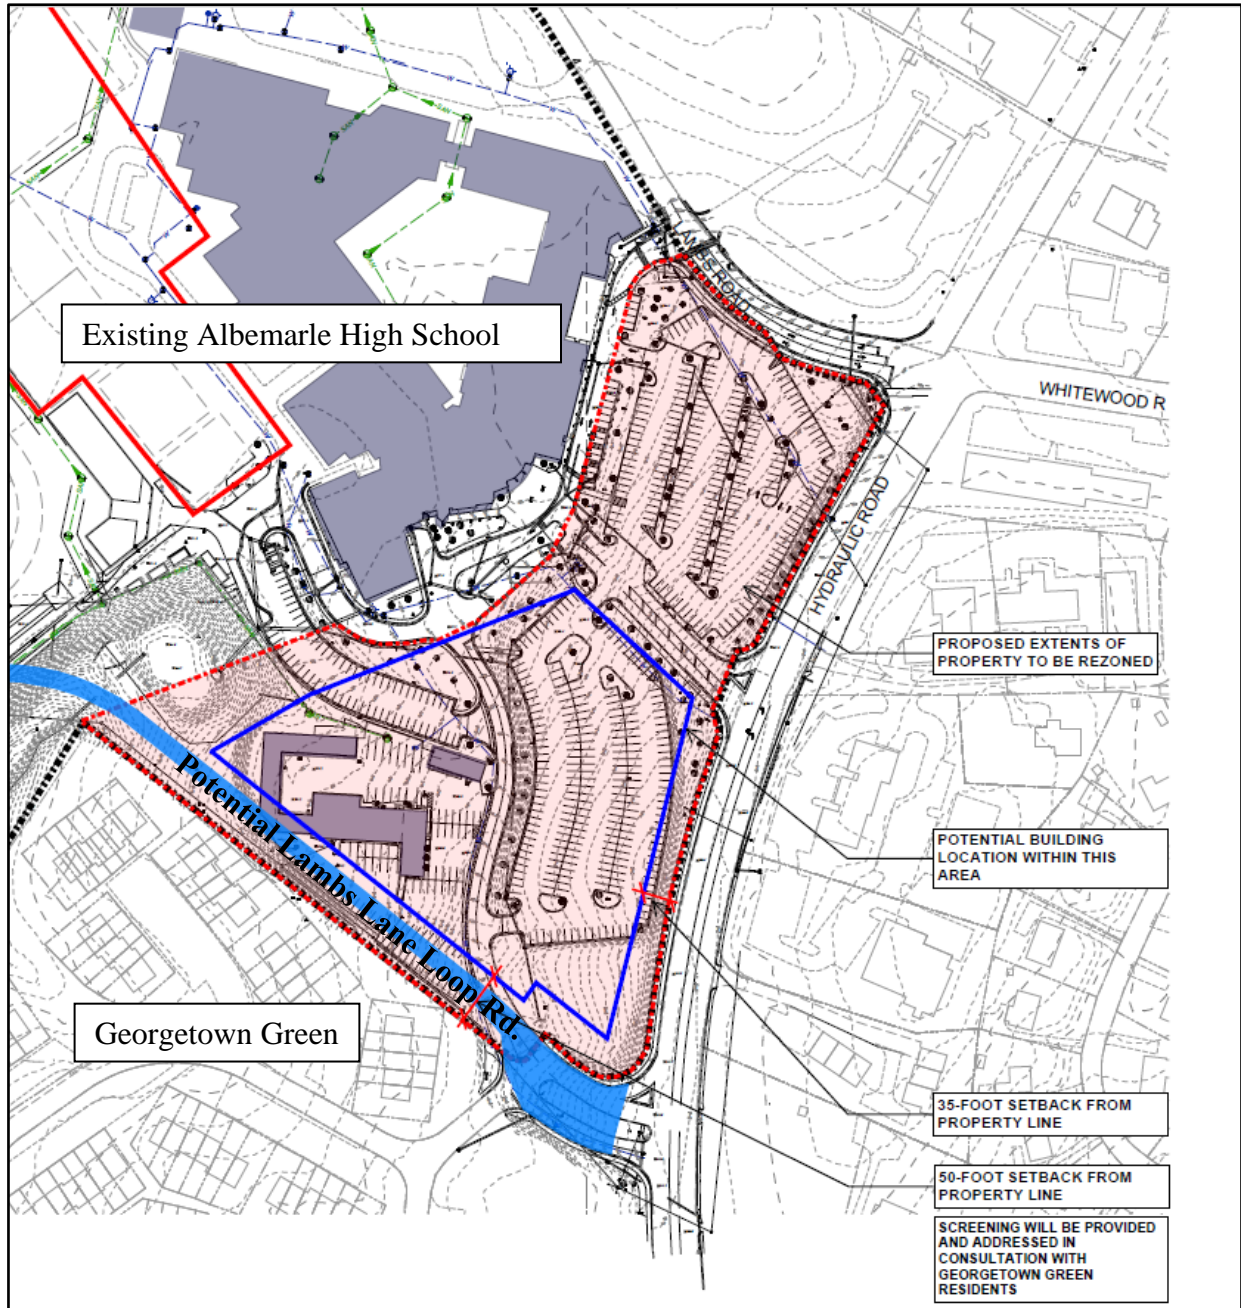 LAMBS ROAD
Existing Albemarle High School
WHITEWOOD R
HYDRAULIC ROAD
PROPOSED EXTENTS OF
PROPERTY TO BE REZONED
Potential Lambs Lane Loop Rd.
POTENTIAL BUILDING
LOCATION WITHIN THIS
AREA
Georgetown Green
35-FOOT SETBACK FROM
PROPERTY LINE
50-FOOT SETBACK FROM
PROPERTY LINE
SCREENING WILL BE PROVIDED
AND ADDRESSED IN
CONSULTATION WITH
GEORGETOWN GREEN
RESIDENTS